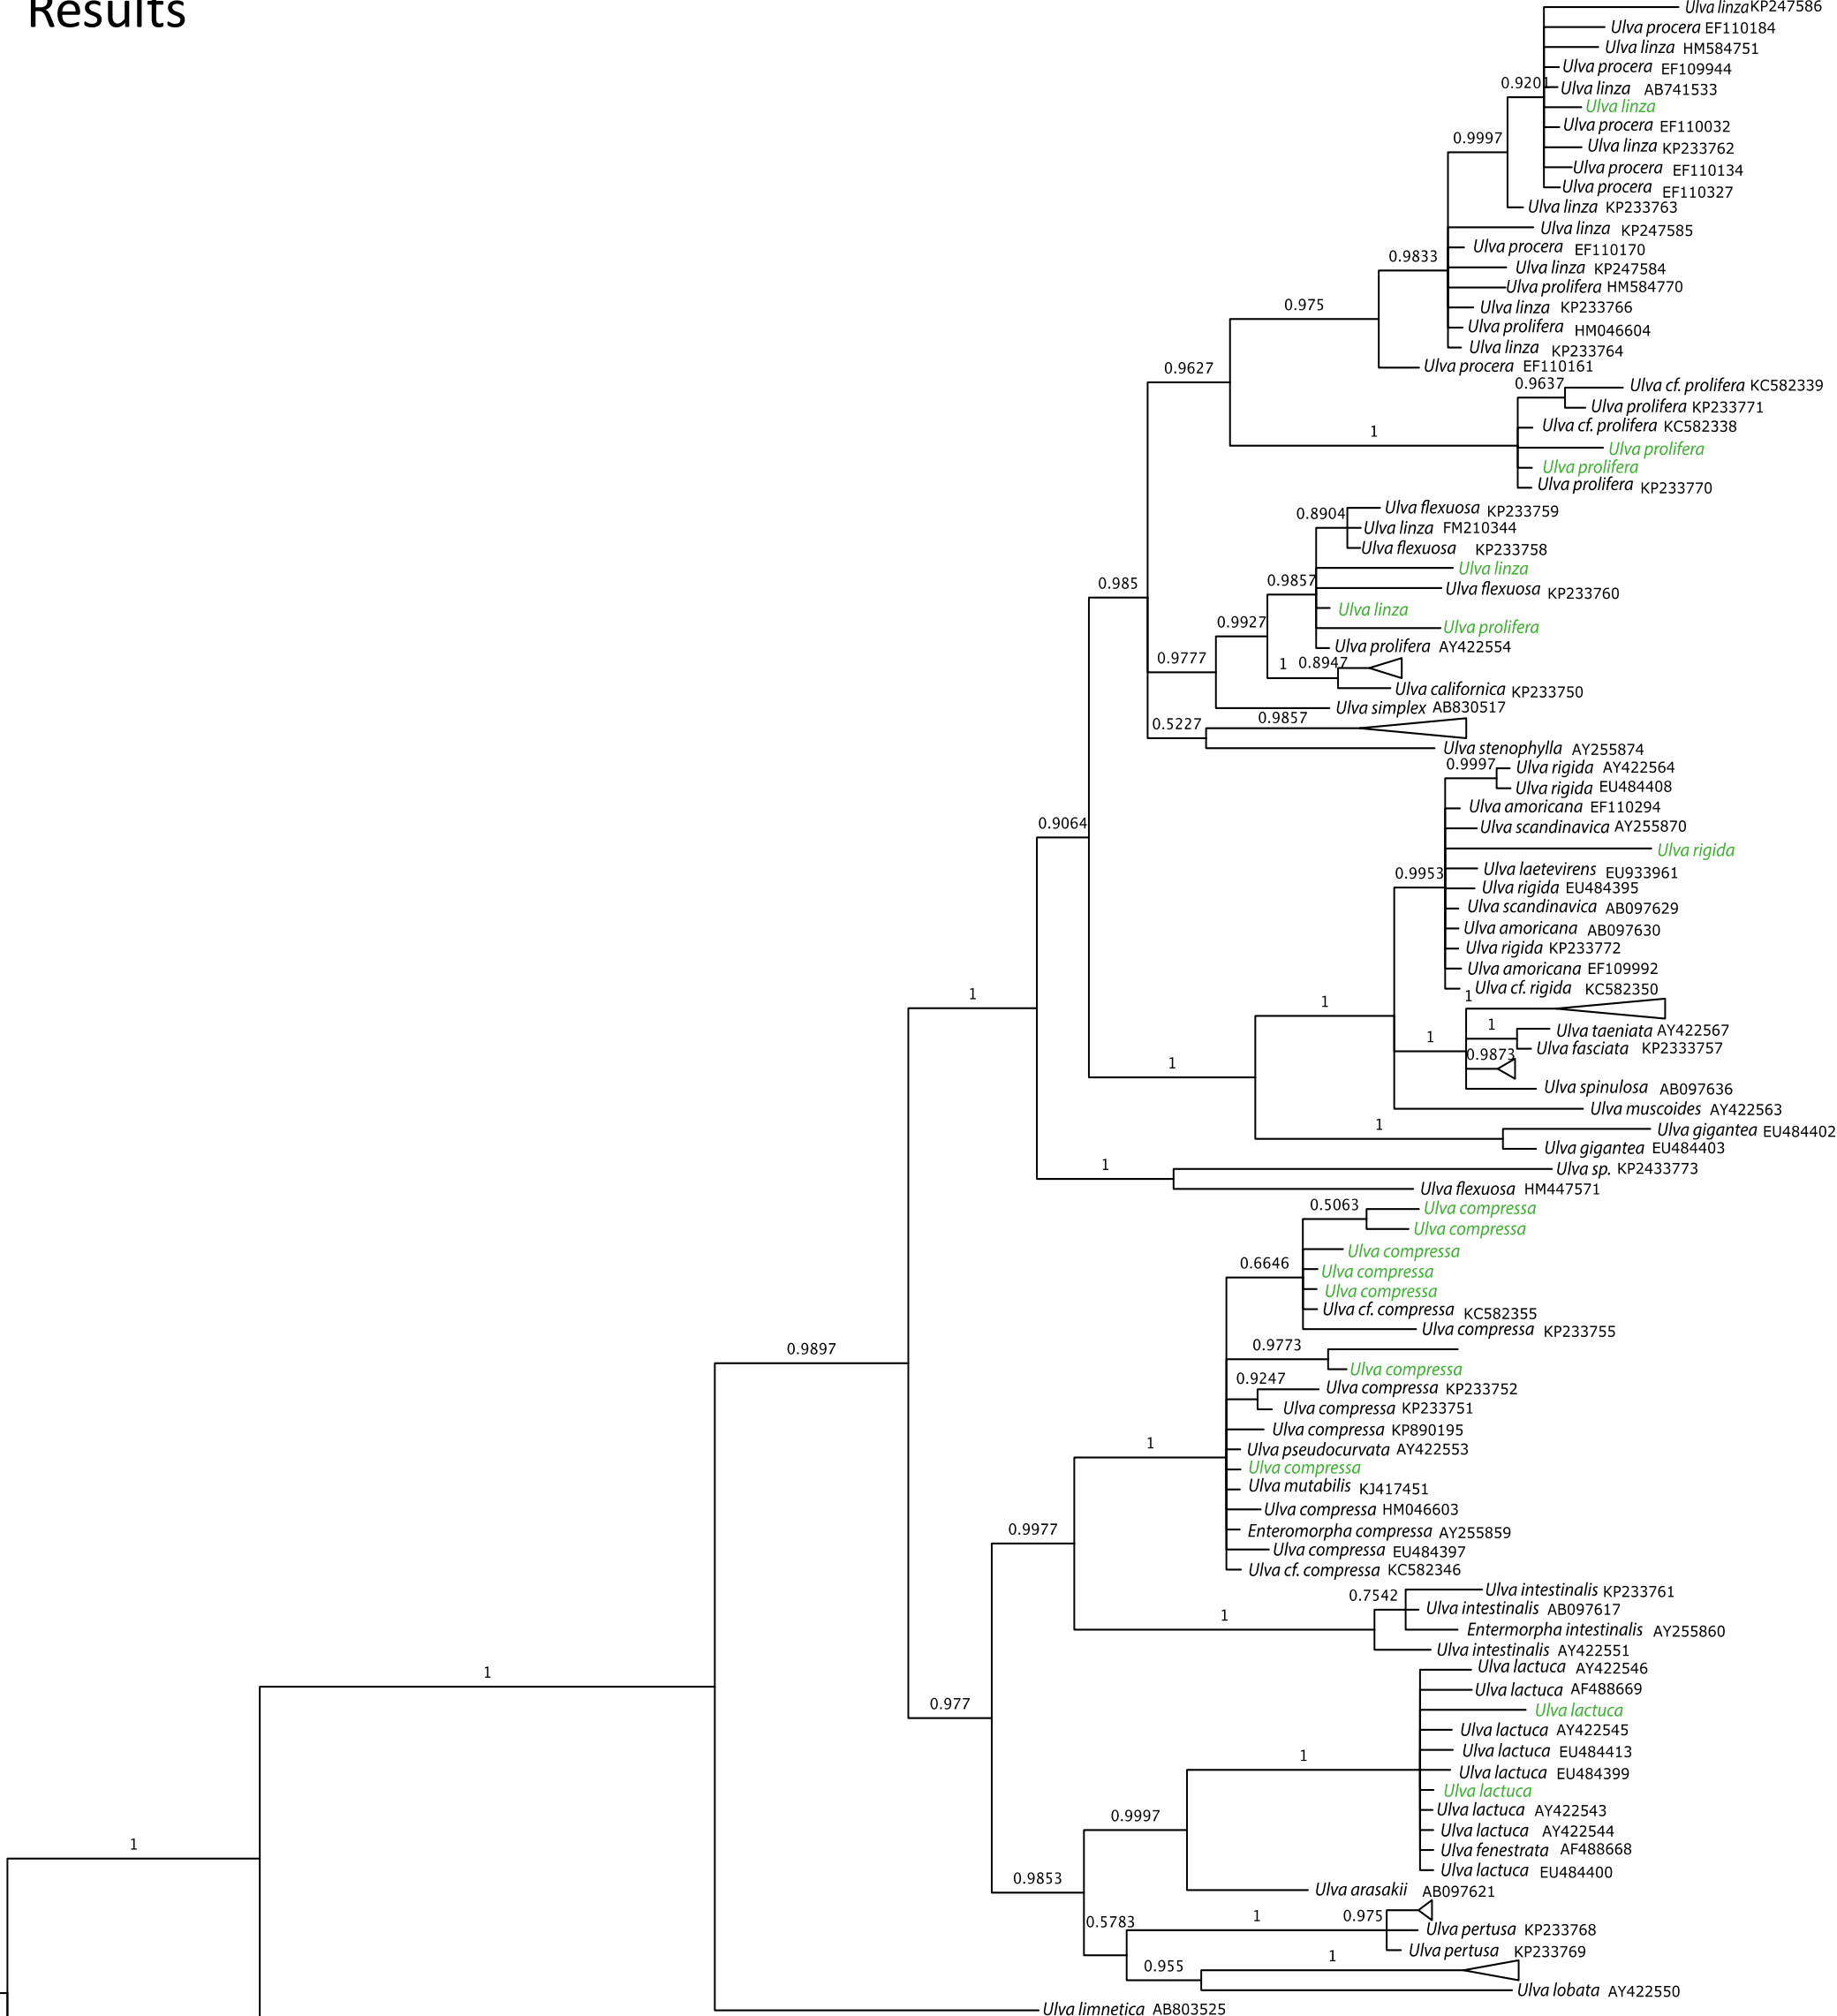 Results
Ulva linza KP247586
Ulva procera EF110184
Ulva linza HM584751
Ulva procera EF109944
0.9201
Ulva linza AB741533
Ulva linza
Ulva procera EF110032
0.9997
Ulva linza KP233762
Ulva procera EF110134
Ulva procera EF110327
Ulva linza KP233763
Ulva linza KP247585
Ulva procera EF110170
0.9833
Ulva linza KP247584
Ulva prolifera HM584770
0.975
Ulva linza KP233766
Ulva prolifera HM046604
Ulva linza KP233764
Ulva procera EF110161
0.9627
0.9637
Ulva cf. prolifera KC582339
Ulva prolifera KP233771
Ulva cf. prolifera KC582338
1
Ulva prolifera
Ulva prolifera
Ulva prolifera KP233770
Ulva flexuosa KP233759
0.8904
Ulva linza FM210344
Ulva flexuosa KP233758
Ulva linza
0.985
0.9857
Ulva flexuosa KP233760
Ulva linza
0.9927
Ulva prolifera
Ulva prolifera AY422554
0.9777
1
0.8947
Ulva californica KP233750
Ulva simplex AB830517
0.5227
0.9857
Ulva stenophylla AY255874
0.9997
Ulva rigida AY422564
Ulva rigida EU484408
Ulva amoricana EF110294
0.9064
Ulva scandinavica AY255870
Ulva rigida
0.9953
Ulva laetevirens EU933961
Ulva rigida EU484395
Ulva scandinavica AB097629
Ulva amoricana AB097630
Ulva rigida KP233772
Ulva amoricana EF109992
Ulva cf. rigida KC582350
1
1
1
1
Ulva taeniata AY422567
1
Ulva fasciata KP2333757
0.9873
1
Ulva spinulosa AB097636
Ulva muscoides AY422563
1
Ulva gigantea EU484402
Ulva gigantea EU484403
1
Ulva sp. KP2433773
Ulva flexuosa HM447571
0.5063
Ulva compressa
Ulva compressa
Ulva compressa
0.6646
Ulva compressa
Ulva compressa
Ulva cf. compressa KC582355
Ulva compressa KP233755
0.9897
0.9773
Ulva compressa
0.9247
Ulva compressa KP233752
Ulva compressa KP233751
Ulva compressa KP890195
1
Ulva pseudocurvata AY422553
Ulva compressa
Ulva mutabilis KJ417451
Ulva compressa HM046603
0.9977
Enteromorpha compressa AY255859
Ulva compressa EU484397
Ulva cf. compressa KC582346
0.7542
Ulva intestinalis KP233761
1
Ulva intestinalis AB097617
Entermorpha intestinalis AY255860
Ulva intestinalis AY422551
1
Ulva lactuca AY422546
Ulva lactuca AF488669
0.977
Ulva lactuca
Ulva lactuca AY422545
1
Ulva lactuca EU484413
Ulva lactuca EU484399
Ulva lactuca
0.9997
Ulva lactuca AY422543
Ulva lactuca AY422544
1
Ulva fenestrata AF488668
Ulva lactuca EU484400
0.9853
Ulva arasakii AB097621
0.5783
1
0.975
Ulva pertusa KP233768
Ulva pertusa KP233769
0.955
1
Ulva lobata AY422550
Ulva limnetica AB803525